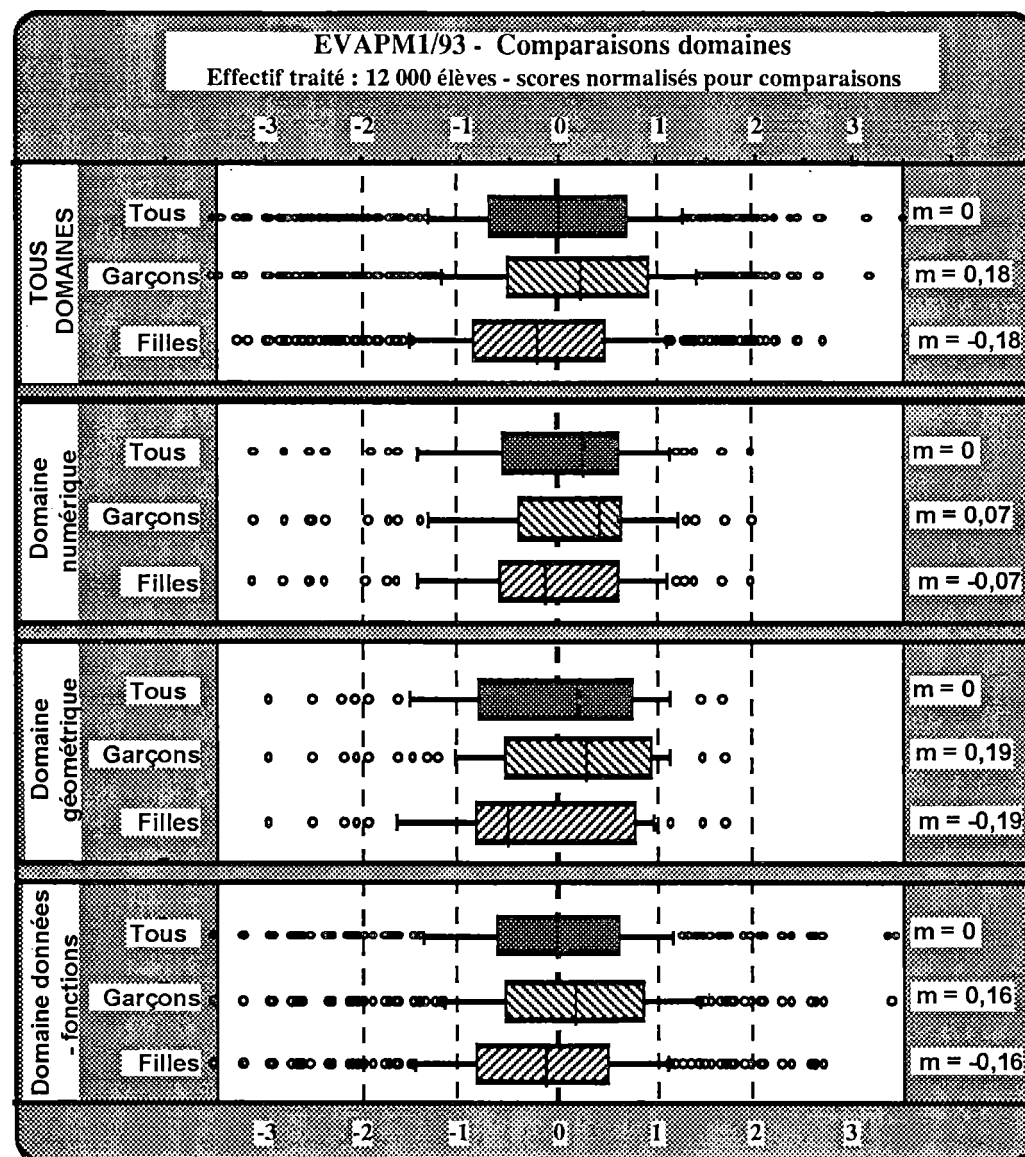 EVAPM1/93 - Comparaisons domaines
Effectif traité : 12 000 élèves - scores normalisés pour comparaisons
-3 -2 -1 0 1 2 3
TOUS
DOMAINES
Tous m = 0
Garçons m = 0,18
Filles m = -0,18
Domaine
numérique
Tous m = 0
Garçons m = 0,07
Filles m = -0,07
Domaine
géométrique
Tous m = 0
Garçons m = 0,19
Filles m = -0,19
Domaine données
- fonctions
Tous m = 0
Garçons m = 0,16
Filles m = -0,16
-3 -2 -1 0 1 2 3